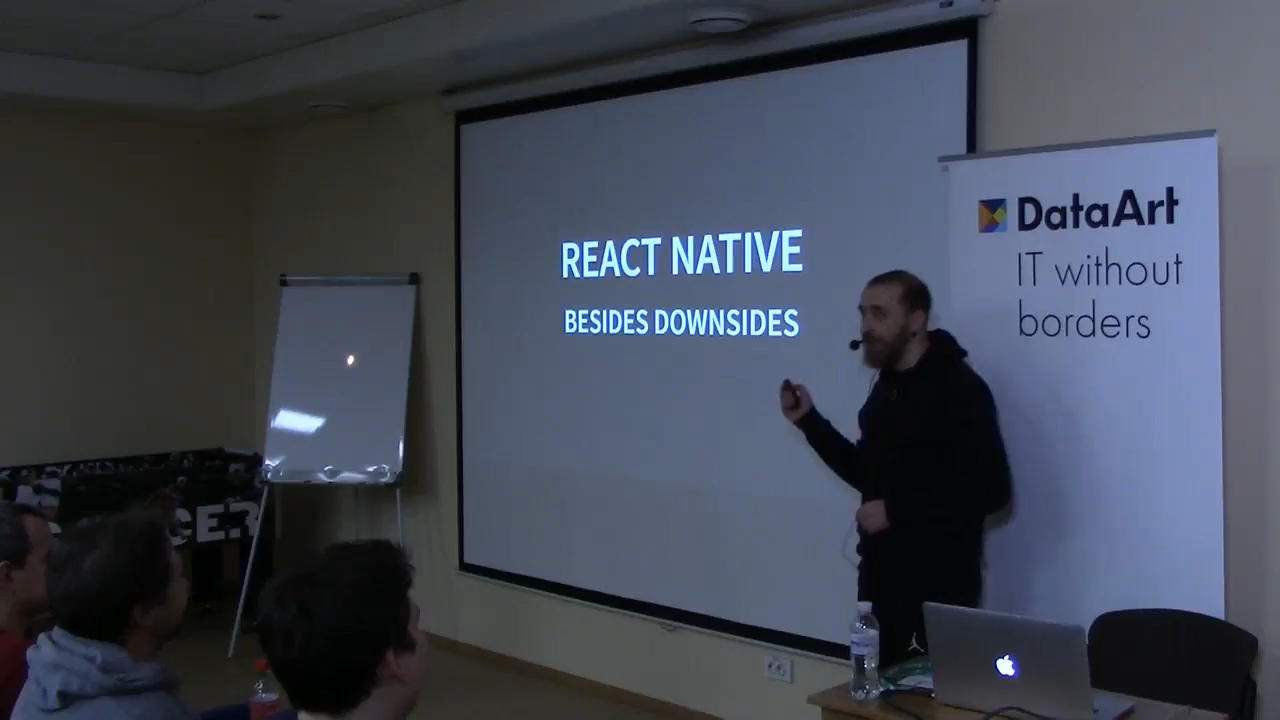 REACT NATIVE
BESIDES DOWNSIDES
DataArt
IT without
borders